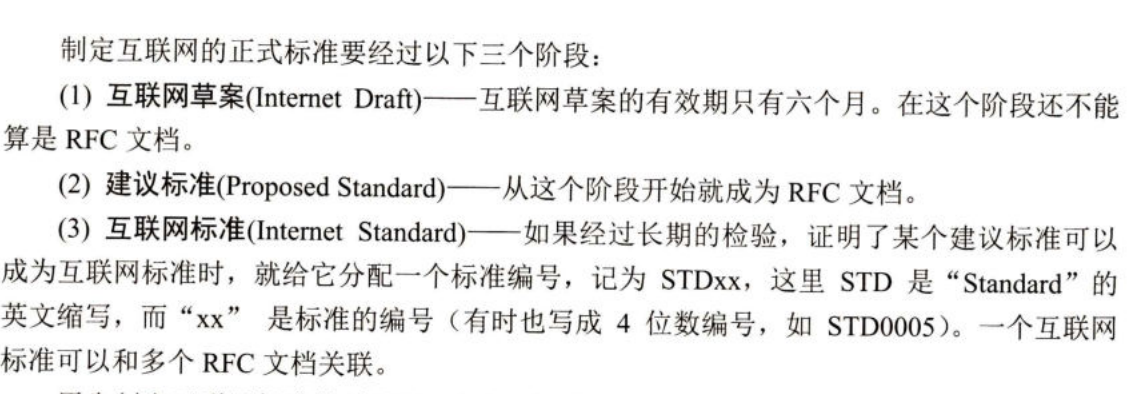 制定互联网的正式标准要经过以下三个阶段：
(1) 互联网草案(Internet Draft)——互联网草案的有效期只有六个月。在这个阶段还不能
算是 RFC 文档。
(2) 建议标准(Proposed Standard)——从这个阶段开始就成为 RFC 文档。
(3) 互联网标准(Internet Standard)——如果经过长期的检验，证明了某个建议标准可以
成为互联网标准时，就给它分配一个标准编号，记为 STDxx，这里 STD 是“Standard”的
英文缩写，而“xx” 是标准的编号（有时也写成 4 位数编号，如 STD0005）。一个互联网
标准可以和多个 RFC 文档关联。